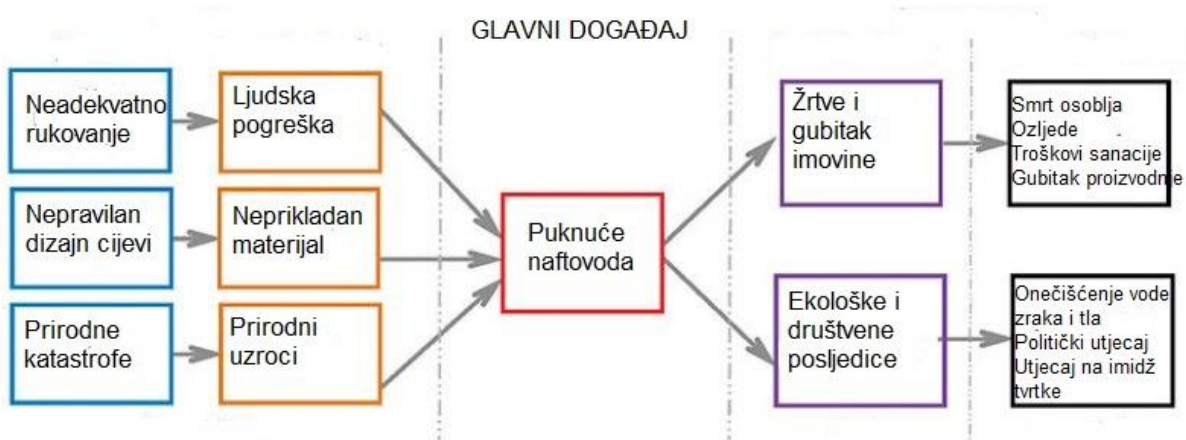 GLAVNI DOGAĐAJ
Neadekvatno
rukovanje
Ljudska
pogreška
Nepravilan
dizajn cijevi
Neprikladan
materijal
Prirodne
katastrofe
Prirodni
uzroci
Puknuće
naftovoda
Žrtve i
gubitak
imovine
Smrt osoblja
Ozljede
Troškovi sanacije
Gubitak proizvodnje
Ekološke i
društvene
posljedice
Onečišćenje vode
zraka i tla
Politički utjecaj
Utjecaj na imidž
tvrtke